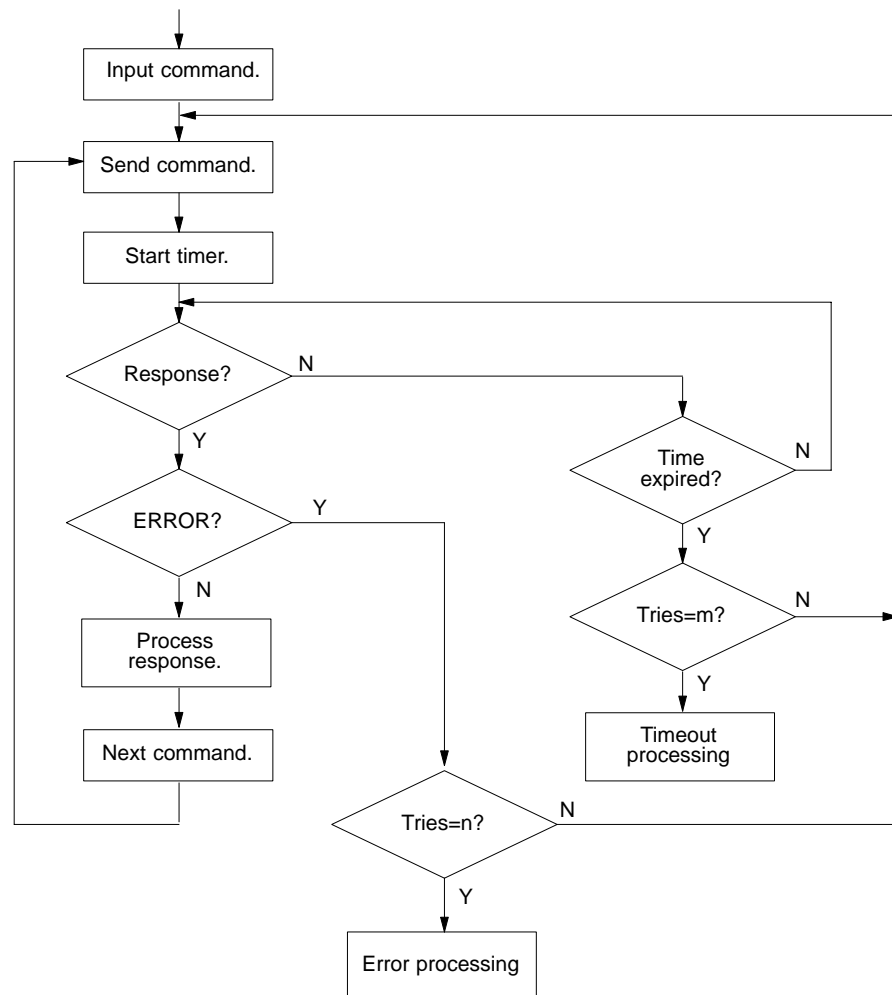 Input command.
Send command.
Start timer.
Response?
N
Y
Time
expired?
N
Y
ERROR?
Y
N
Tries=m?
N
Y
Process
response.
Timeout
processing
Next command.
Tries=n?
N
Y
Error processing